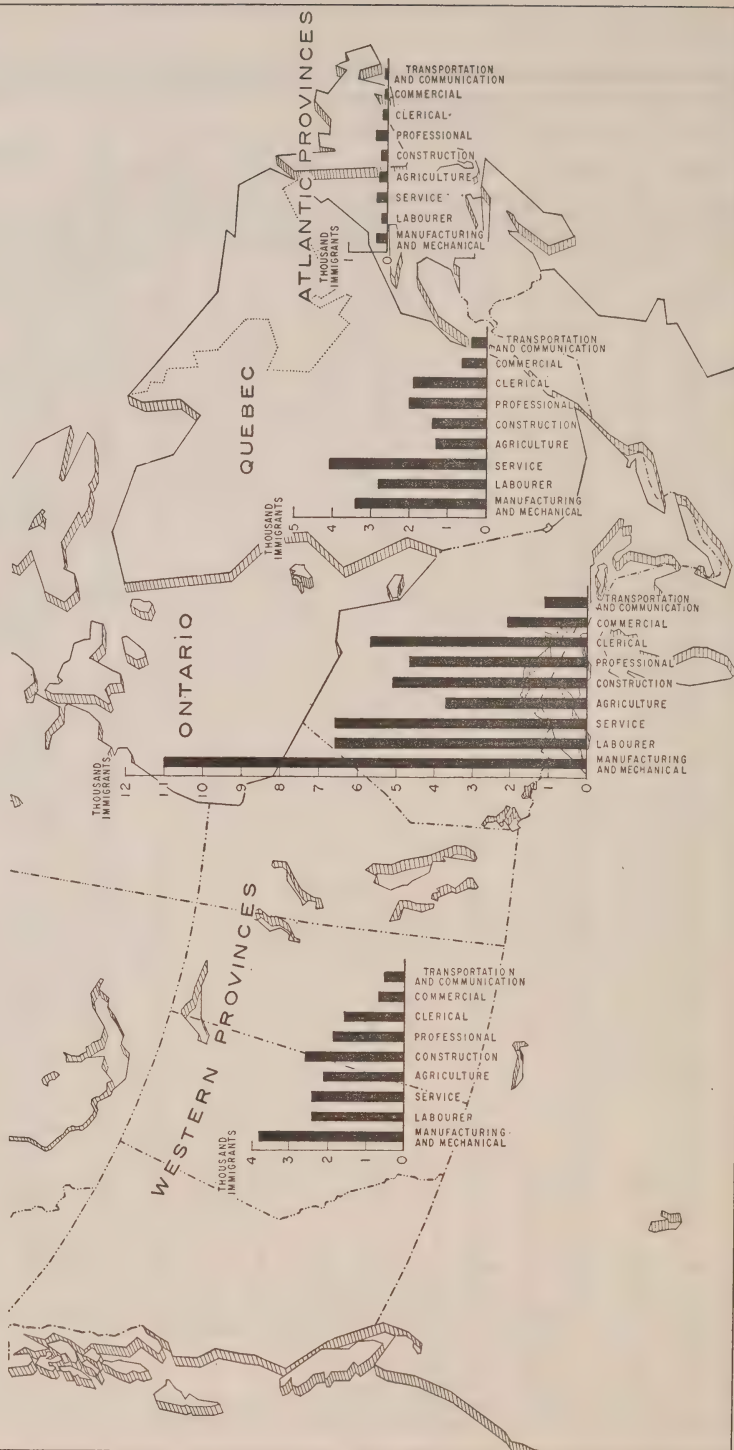 ATLANTIC PROVINCES
THOUSAND
IMMIGRANTS
1
0
TRANSPORTATION
AND COMMUNICATION
COMMERCIAL
CLERICAL
PROFESSIONAL
CONSTRUCTION
AGRICULTURE
SERVICE
LABOURER
MANUFACTURING
AND MECHANICAL
QUEBEC
THOUSAND
IMMIGRANTS
5
4
3
2
1
0
TRANSPORTATION
AND COMMUNICATION
COMMERCIAL
CLERICAL
PROFESSIONAL
CONSTRUCTION
AGRICULTURE
SERVICE
LABOURER
MANUFACTURING
AND MECHANICAL
ONTARIO
THOUSAND
IMMIGRANTS
12
11
10
9
8
7
6
5
4
3
2
1
0
TRANSPORTATION
AND COMMUNICATION
COMMERCIAL
CLERICAL
PROFESSIONAL
CONSTRUCTION
AGRICULTURE
SERVICE
LABOURER
MANUFACTURING
AND MECHANICAL
WESTERN PROVINCES
THOUSAND
IMMIGRANTS
4
3
2
1
0
TRANSPORTATION
AND COMMUNICATION
COMMERCIAL
CLERICAL
PROFESSIONAL
CONSTRUCTION
AGRICULTURE
SERVICE
LABOURER
MANUFACTURING
AND MECHANICAL